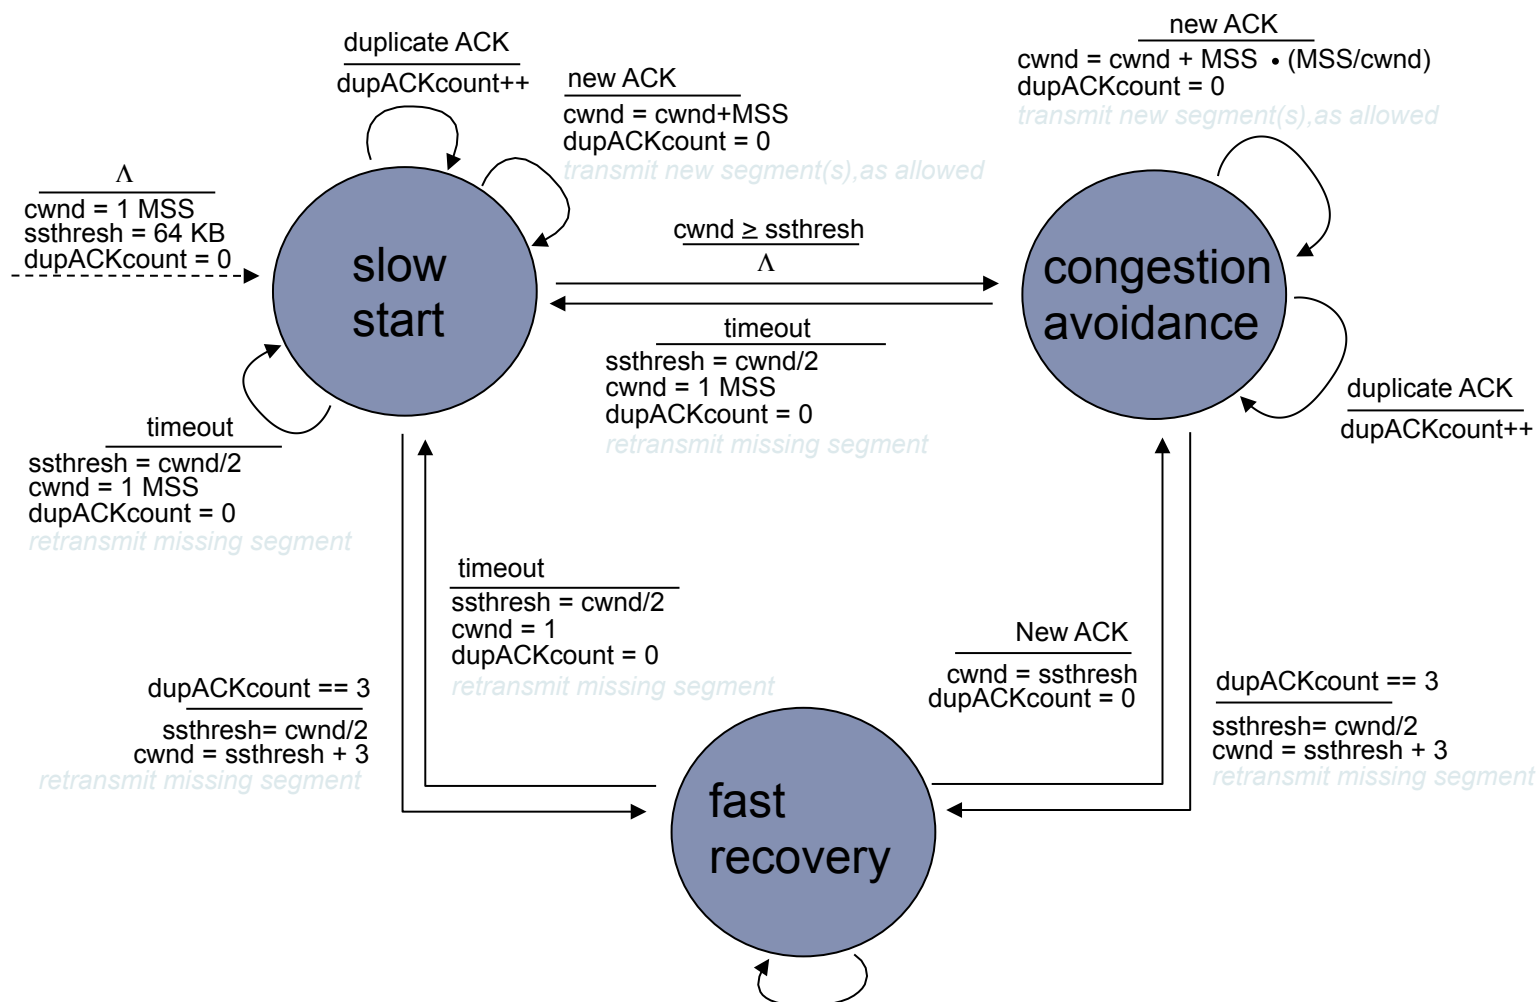 duplicate ACK
dupACKcount++
new ACK
cwnd = cwnd+MSS
dupACKcount = 0
transmit new segment(s),as allowed
new ACK
cwnd = cwnd + MSS • (MSS/cwnd)
dupACKcount = 0
transmit new segment(s),as allowed
Λ
cwnd = 1 MSS
ssthresh = 64 KB
dupACKcount = 0
slow
start
cwnd ≥ ssthresh
Λ
congestion
avoidance
timeout
ssthresh = cwnd/2
cwnd = 1 MSS
dupACKcount = 0
retransmit missing segment
duplicate ACK
dupACKcount++
timeout
ssthresh = cwnd/2
cwnd = 1 MSS
dupACKcount = 0
retransmit missing segment
timeout
ssthresh = cwnd/2
cwnd = 1
dupACKcount = 0
retransmit missing segment
New ACK
cwnd = ssthresh
dupACKcount = 0
dupACKcount == 3
ssthresh= cwnd/2
cwnd = ssthresh + 3
retransmit missing segment
dupACKcount == 3
ssthresh= cwnd/2
cwnd = ssthresh + 3
retransmit missing segment
fast
recovery